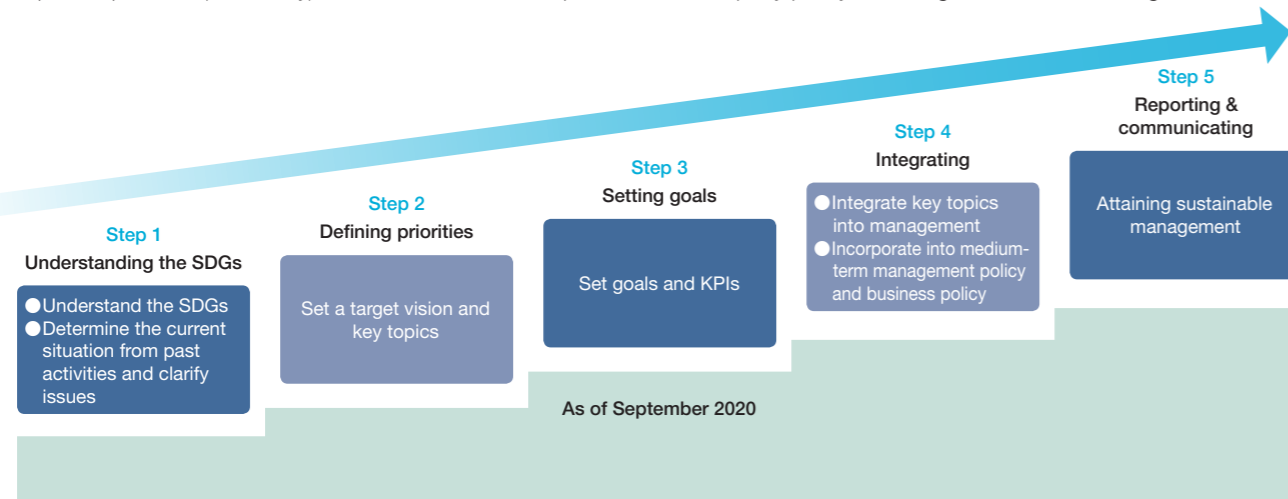 Step 1
Understanding the SDGs
●Understand the SDGs
●Determine the current
situation from past
activities and clarify
issues
Step 2
Defining priorities
Set a target vision and
key topics
Step 3
Setting goals
Set goals and KPIs
As of September 2020
Step 4
Integrating
●Integrate key topics
into management
●Incorporate into medium-
term management policy
and business policy
Step 5
Reporting &
communicating
Attaining sustainable
management